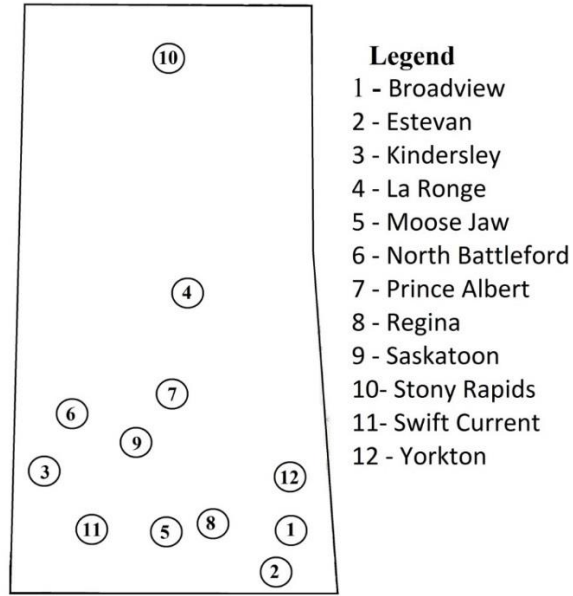 Legend
1 - Broadview
2 - Estevan
3 - Kindersley
4 - La Ronge
5 - Moose Jaw
6 - North Battleford
7 - Prince Albert
8 - Regina
9 - Saskatoon
10- Stony Rapids
11- Swift Current
12 - Yorkton
10
4
7
6
9
3
12
11
5
8
1
2